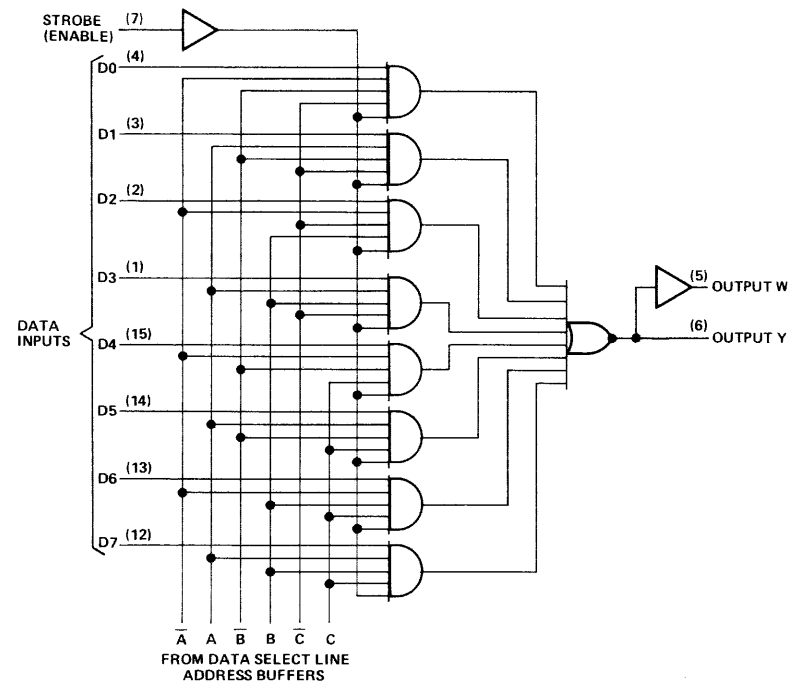 STROBE (7)
(ENABLE)
D0 (4)
D1 (3)
D2 (2)
D3 (1)
DATA
INPUTS
D4 (15)
D5 (14)
D6 (13)
D7 (12)
(5) OUTPUT W
(6) OUTPUT Y
A A B B C C
FROM DATA SELECT LINE
ADDRESS BUFFERS